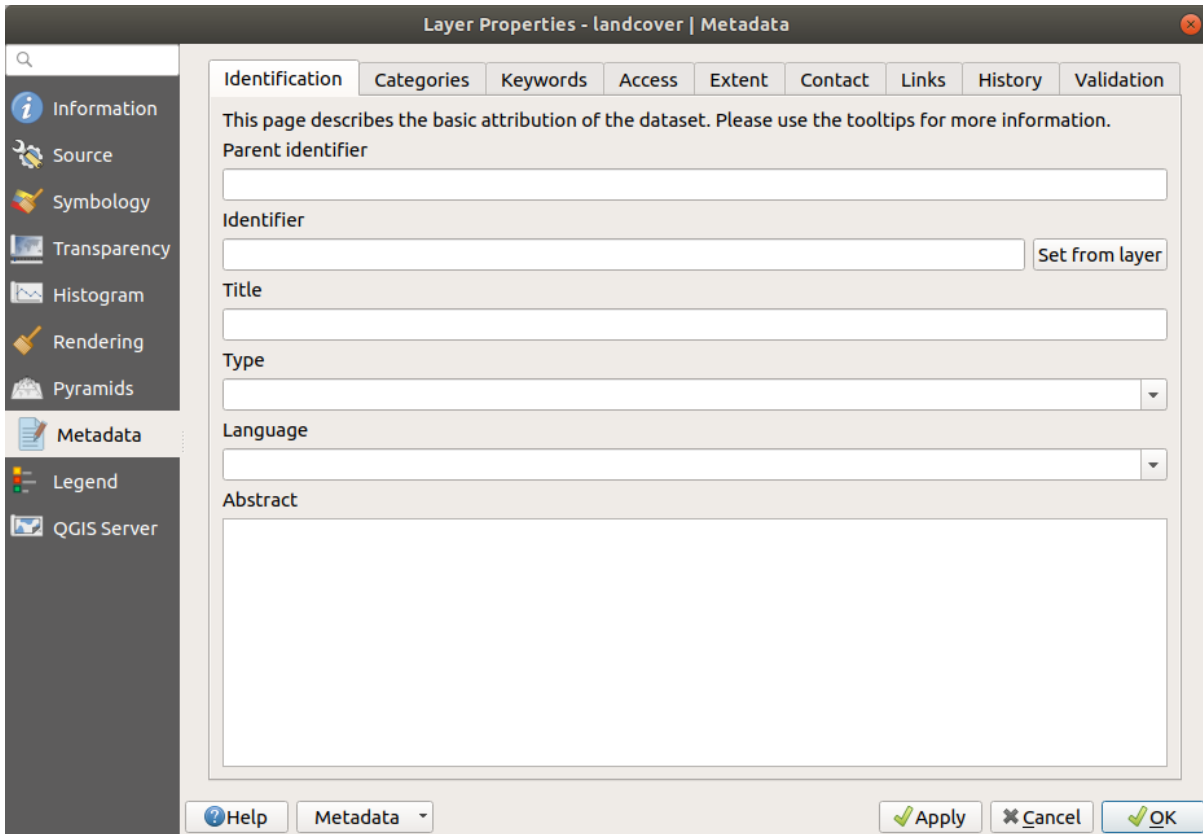 Layer Properties - landcover | Metadata
Information
Source
Symbology
Transparency
Histogram
Rendering
Pyramids
Metadata
Legend
QGIS Server
Identification Categories Keywords Access Extent Contact Links History Validation
This page describes the basic attribution of the dataset. Please use the tooltips for more information.
Parent identifier
Identifier
Set from layer
Title
Type
Language
Abstract
Help Metadata Apply Cancel OK